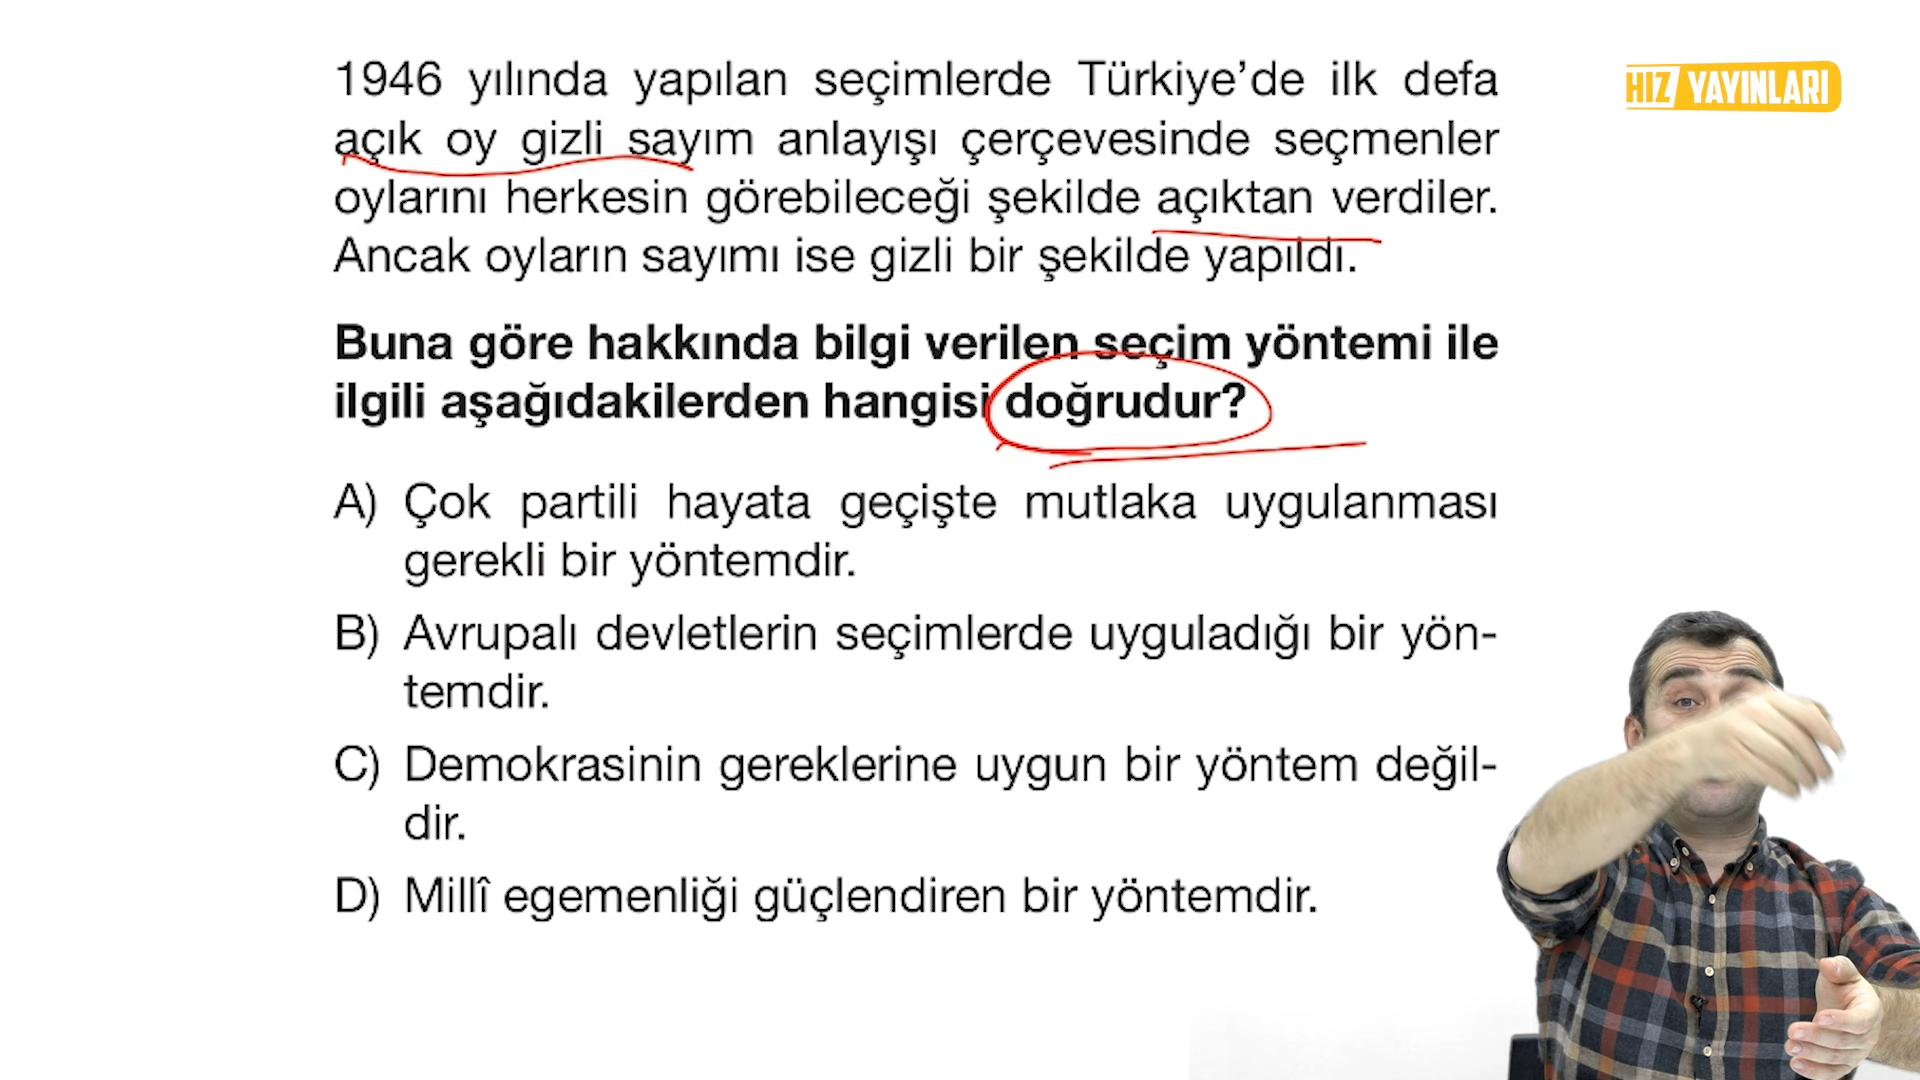 HIZ YAYINLARI
1946 yılında yapılan seçimlerde Türkiye'de ilk defa
açık oy gizli sayım anlayışı çerçevesinde seçmenler
oylarını herkesin görebileceği şekilde açıktan verdiler.
Ancak oyların sayımı ise gizli bir şekilde yapıldı.
Buna göre hakkında bilgi verilen seçim yöntemi ile
ilgili aşağıdakilerden hangisi doğrudur?
A) Çok partili hayata geçişte mutlaka uygulanması
gerekli bir yöntemdir.
B) Avrupalı devletlerin seçimlerde uyguladığı bir yön-
temdir.
C) Demokrasinin gereklerine uygun bir yöntem değil-
dir.
D) Millî egemenliği güçlendiren bir yöntemdir.